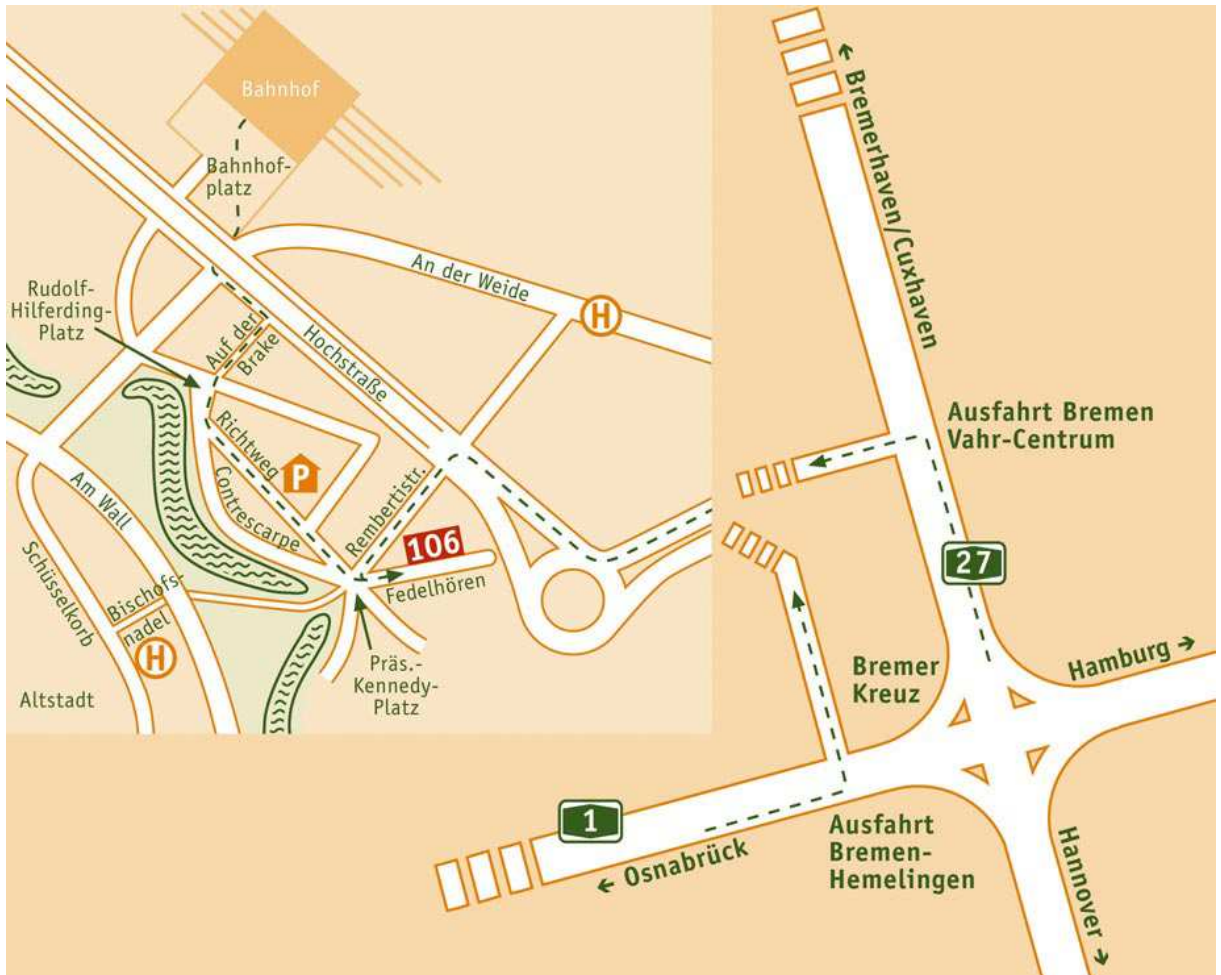 Bahnhof
Bahnhof-
platz
An der Weide
H
Rudolf-
Hilferding-
Platz
Auf der
Brake
Hochstraße
Richtweg
P
Contrescarpe
Rembertistr.
106
Fedelhören
Am Wall
Schüsselkorb
Bischofs-
nadel
H
Präs.-
Kennedy-
Platz
Altstadt
← Bremerhaven/Cuxhaven
Ausfahrt Bremen
Vahr-Centrum
27
Bremer
Kreuz
Hamburg →
1
← Osnabrück
Ausfahrt
Bremen-
Hemelingen
Hannover →